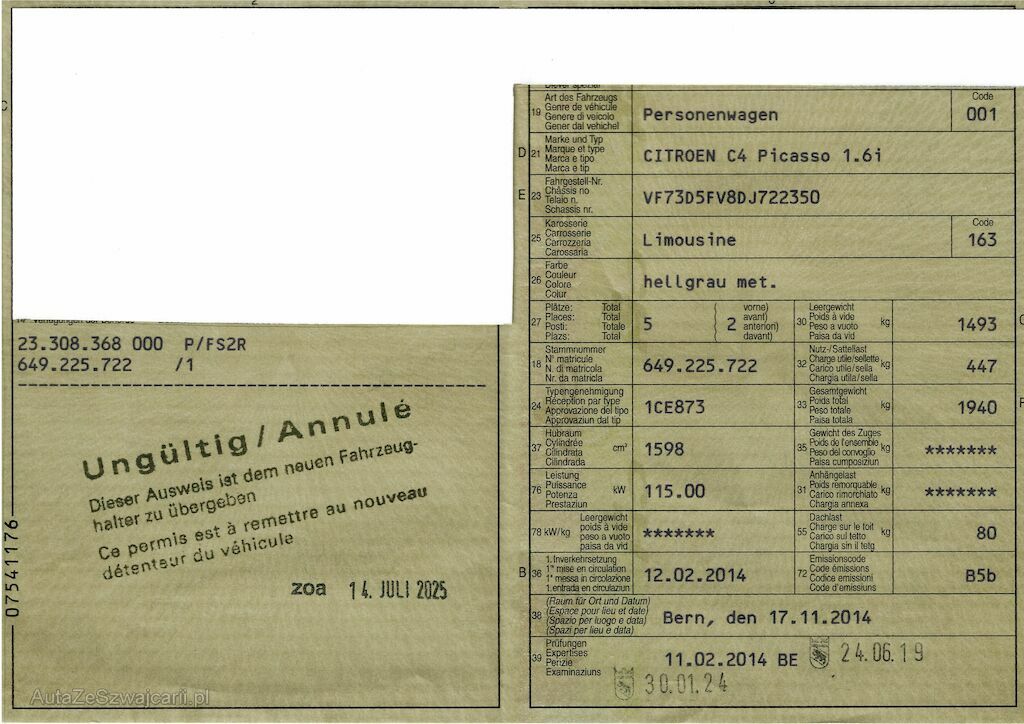 23.308.368 000 P/FS2R
649.225.722 /1
Ungültig / Annulé
Dieser Ausweis ist dem neuen Fahrzeug-
halter zu übergeben
Ce permis est à remettre au nouveau
détenteur du véhicule
zoa 14. JULI 2025
07541176
AutaZeSzwajcarii.pl
19 Art des Fahrzeugs
Genre de véhicule
Genere di veicolo
Gener dal vehichel
Personenwagen
Code
001
D 21 Marke und Typ
Marque et type
Marca e tipo
Marca e tip
CITROEN C4 Picasso 1.6i
E 23 Fahrgestell-Nr.
Châssis no
Telaio n.
Schassis nr.
VF73D5FV8DJ722350
25 Karosserie
Carrosserie
Carrozzeria
Carossaria
Limousine
Code
163
26 Farbe
Couleur
Colore
Colur
hellgrau met.
27 Plätze: Total
Places: Total
Posti: Totale
Plazs: Total
5
( 2 vorne)
avant)
anteriori)
davant)
30 Leergewicht
Poids à vide
Peso a vuoto
Paisa da vid
kg
1493
18 Stammnummer
N° matricule
N. di matricola
Nr. da matricla
649.225.722
32 Nutz-/Sattellast
Charge utile/sellette
Carico utile/sella
Chargia utila/sella
kg
447
24 Typengenehmigung
Réception par type
Approvazione del tipo
Approvaziun dal tip
1CE873
33 Gesamtgewicht
Poids total
Peso totale
Paisa totala
kg
1940
37 Hubraum
Cylindrée
Cilindrata
Cilindrada
cm³
1598
35 Gewicht des Zuges
Poids de l'ensemble
Peso del convoglio
Paisa cumposiziun
kg
*******
76 Leistung
Puissance
Potenza
Prestaziun
kW
115.00
31 Anhängelast
Poids remorquable
Carico rimorchiato
Chargia annexa
kg
*******
78 kW/kg Leergewicht
poids à vide
peso a vuoto
paisa da vid
*******
55 Dachlast
Charge sur le toit
Carico sul tetto
Chargia sin il tetg
kg
80
B 36 1. Inverkehrsetzung
1re mise en circulation
1a messa in circolazione
1. entrada en circulaziun
12.02.2014
72 Emissionscode
Code émissions
Codice emissioni
Code d'emissiuns
B5b
38 (Raum für Ort und Datum)
(Espace pour lieu et date)
(Spazio per luogo e data)
(Spazi per lieu e data)
Bern, den 17.11.2014
39 Prüfungen
Expertises
Perizie
Examinaziuns
11.02.2014 BE
24.06.19
30.01.24